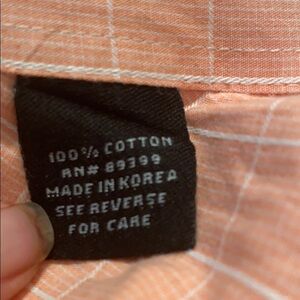 100% COTTON
RN# 89399
MADE IN KOREA
SEE REVERSE
FOR CARE